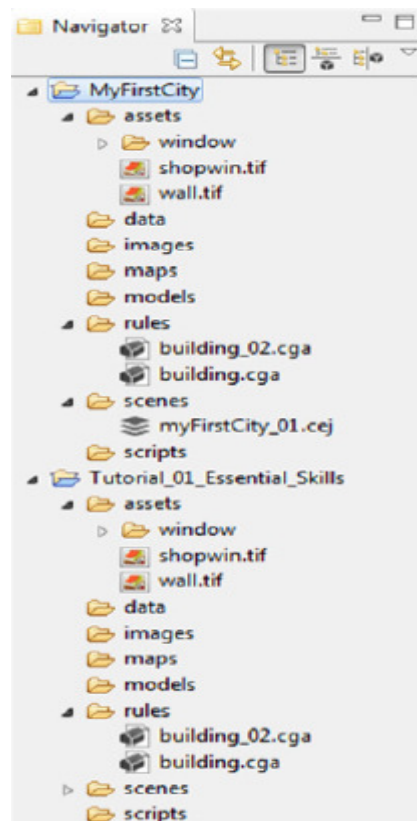 Navigator
MyFirstCity
assets
window
shopwin.tif
wall.tif
data
images
maps
models
rules
building_02.cga
building.cga
scenes
myFirstCity_01.cej
scripts
Tutorial_01_Essential_Skills
assets
window
shopwin.tif
wall.tif
data
images
maps
models
rules
building_02.cga
building.cga
scenes
scripts